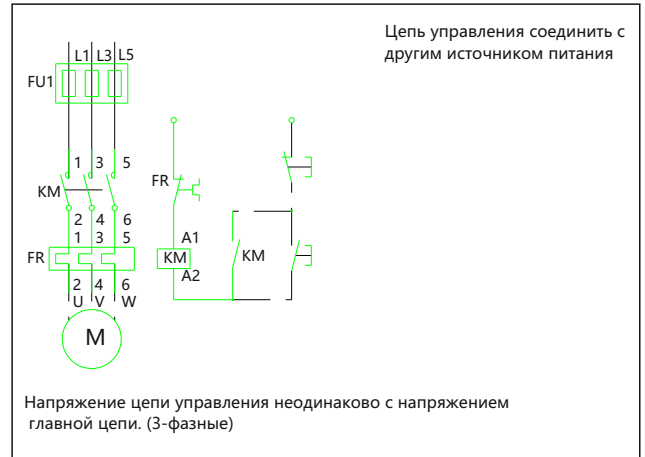 Цепь управления соединить с
другим источником питания
L1 L3 L5
FU1
1 3 5
KM
FR
2 4 6
1 3 5
A1
FR
KM
KM
A2
2 4 6
U V W
M
Напряжение цепи управления неодинаково с напряжением
главной цепи. (3-фазные)